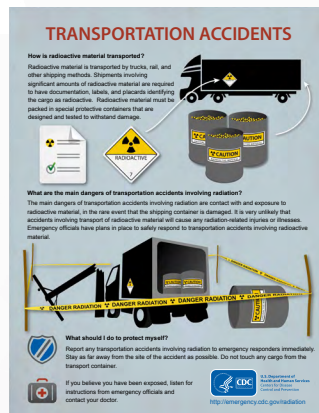 TRANSPORTATION ACCIDENTS
How is radioactive material transported?
Radioactive material is transported by trucks, rail, and
other shipping methods. Shipments involving
significant amounts of radioactive material are required
to have documentation, labels, and placards identifying
the cargo as radioactive. Radioactive material must be
packed in special protective containers that are
designed and tested to withstand damage.
RADIOACTIVE
7
CAUTION
CAUTION
What are the main dangers of transportation accidents involving radiation?
The main dangers of transportation accidents involving radiation are contact with and exposure to
radioactive material, in the rare event that the shipping container is damaged. It is very unlikely that
accidents involving transport of radioactive material will cause any radiation-related injuries or illnesses.
Emergency officials have plans in place to safely respond to transportation accidents involving radioactive
material.
DANGER RADIATION DANGER RADIATION DANGER RADIATION DANGER
CAUTION
What should I do to protect myself?
Report any transportation accidents involving radiation to emergency responders immediately.
Stay as far away from the site of the accident as possible. Do not touch any cargo from the
transport container.
If you believe you have been exposed, listen for
instructions from emergency officials and
contact your doctor.
CDC
U.S. Department of
Health and Human Services
Centers for Disease
Control and Prevention
http://emergency.cdc.gov/radiation